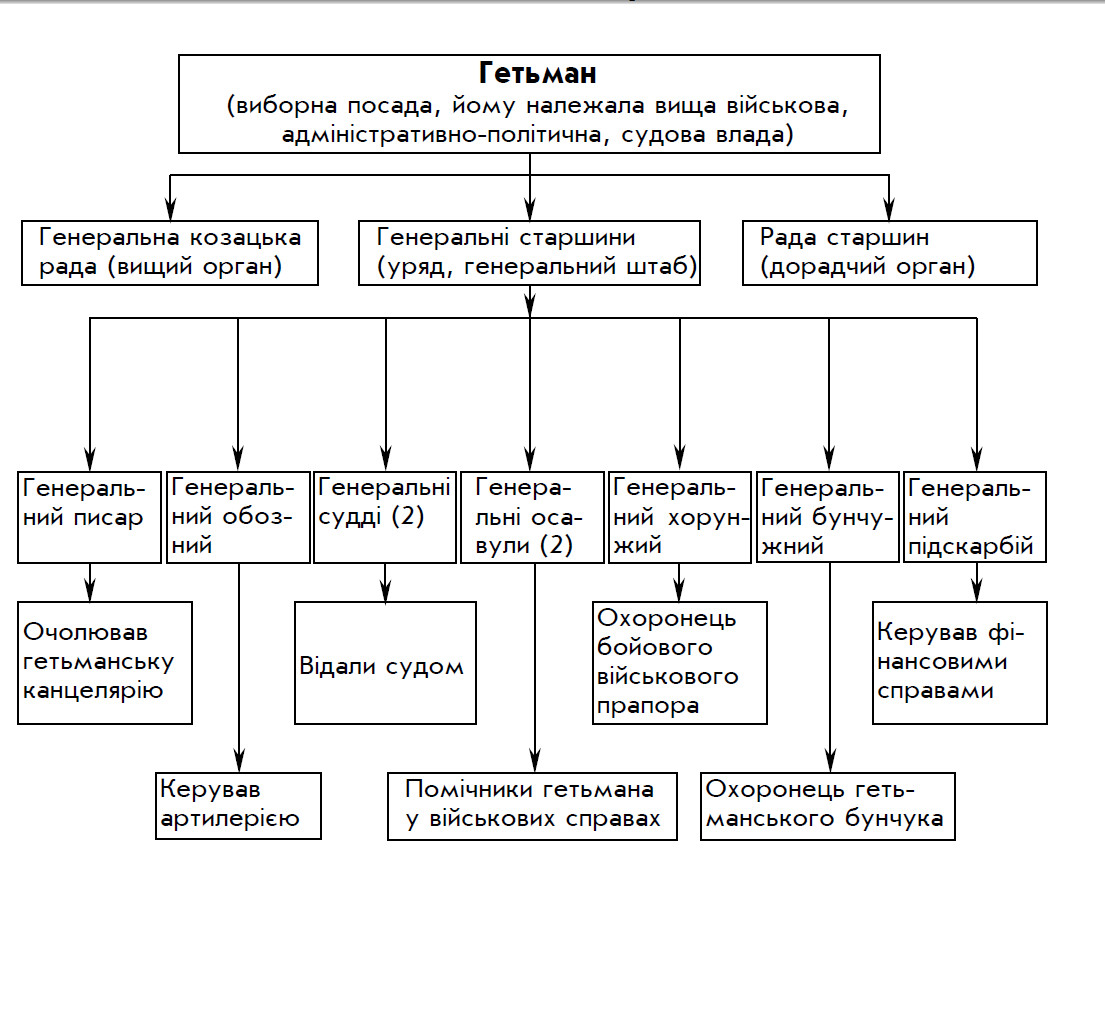 Гетьман
(виборна посада, йому належала вища військова,
адміністративно-політична, судова влада)
Генеральна козацька
рада (вищий орган)
Генеральні старшини
(уряд, генеральний штаб)
Рада старшин
(дорадчий орган)
Генераль-
ний писар
Генераль-
ний обоз-
ний
Генеральні
судді (2)
Генера-
льні оса-
вули (2)
Генераль-
ний хорун-
жий
Генераль-
ний бунчу-
жний
Генераль-
ний
підскарбій
Очолював
гетьманську
канцелярію
Відали судом
Охоронець
бойового
військового
прапора
Керував фі-
нансовими
справами
Керував
артилерією
Помічники гетьмана
у військових справах
Охоронець геть-
манського бунчука